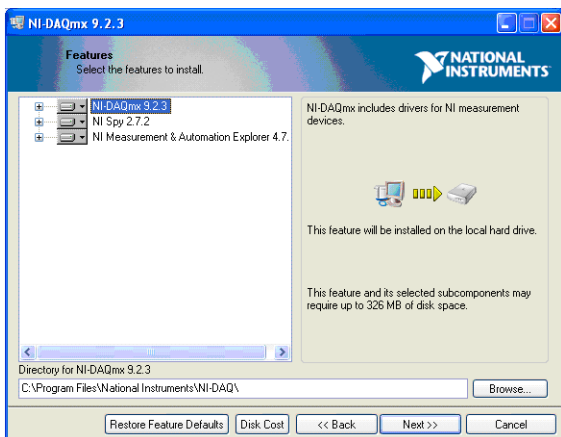 NI-DAQmx 9.2.3
Features
Select the features to install.
NATIONAL
INSTRUMENTS
NI-DAQmx 9.2.3
NI Spy 2.7.2
NI Measurement & Automation Explorer 4.7.
NI-DAQmx includes drivers for NI measurement
devices.
This feature will be installed on the local hard drive.
This feature and its selected subcomponents may
require up to 326 MB of disk space.
Directory for NI-DAQmx 9.2.3
C:\Program Files\National Instruments\NI-DAQ\
Browse...
Restore Feature Defaults
Disk Cost
<< Back
Next >>
Cancel